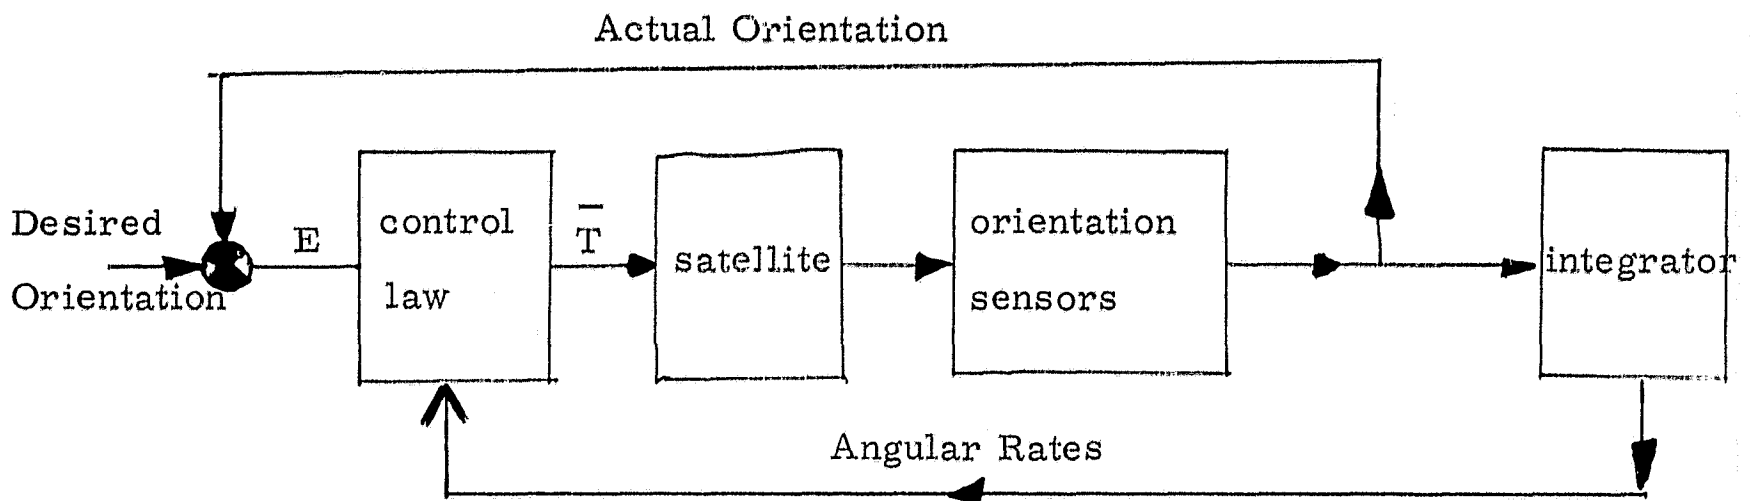 Actual Orientation
Desired
Orientation
E
control
law
T̅
satellite
orientation
sensors
integrator
Angular Rates